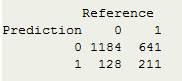 Reference
Prediction 0 1
0 1184 641
1 128 211